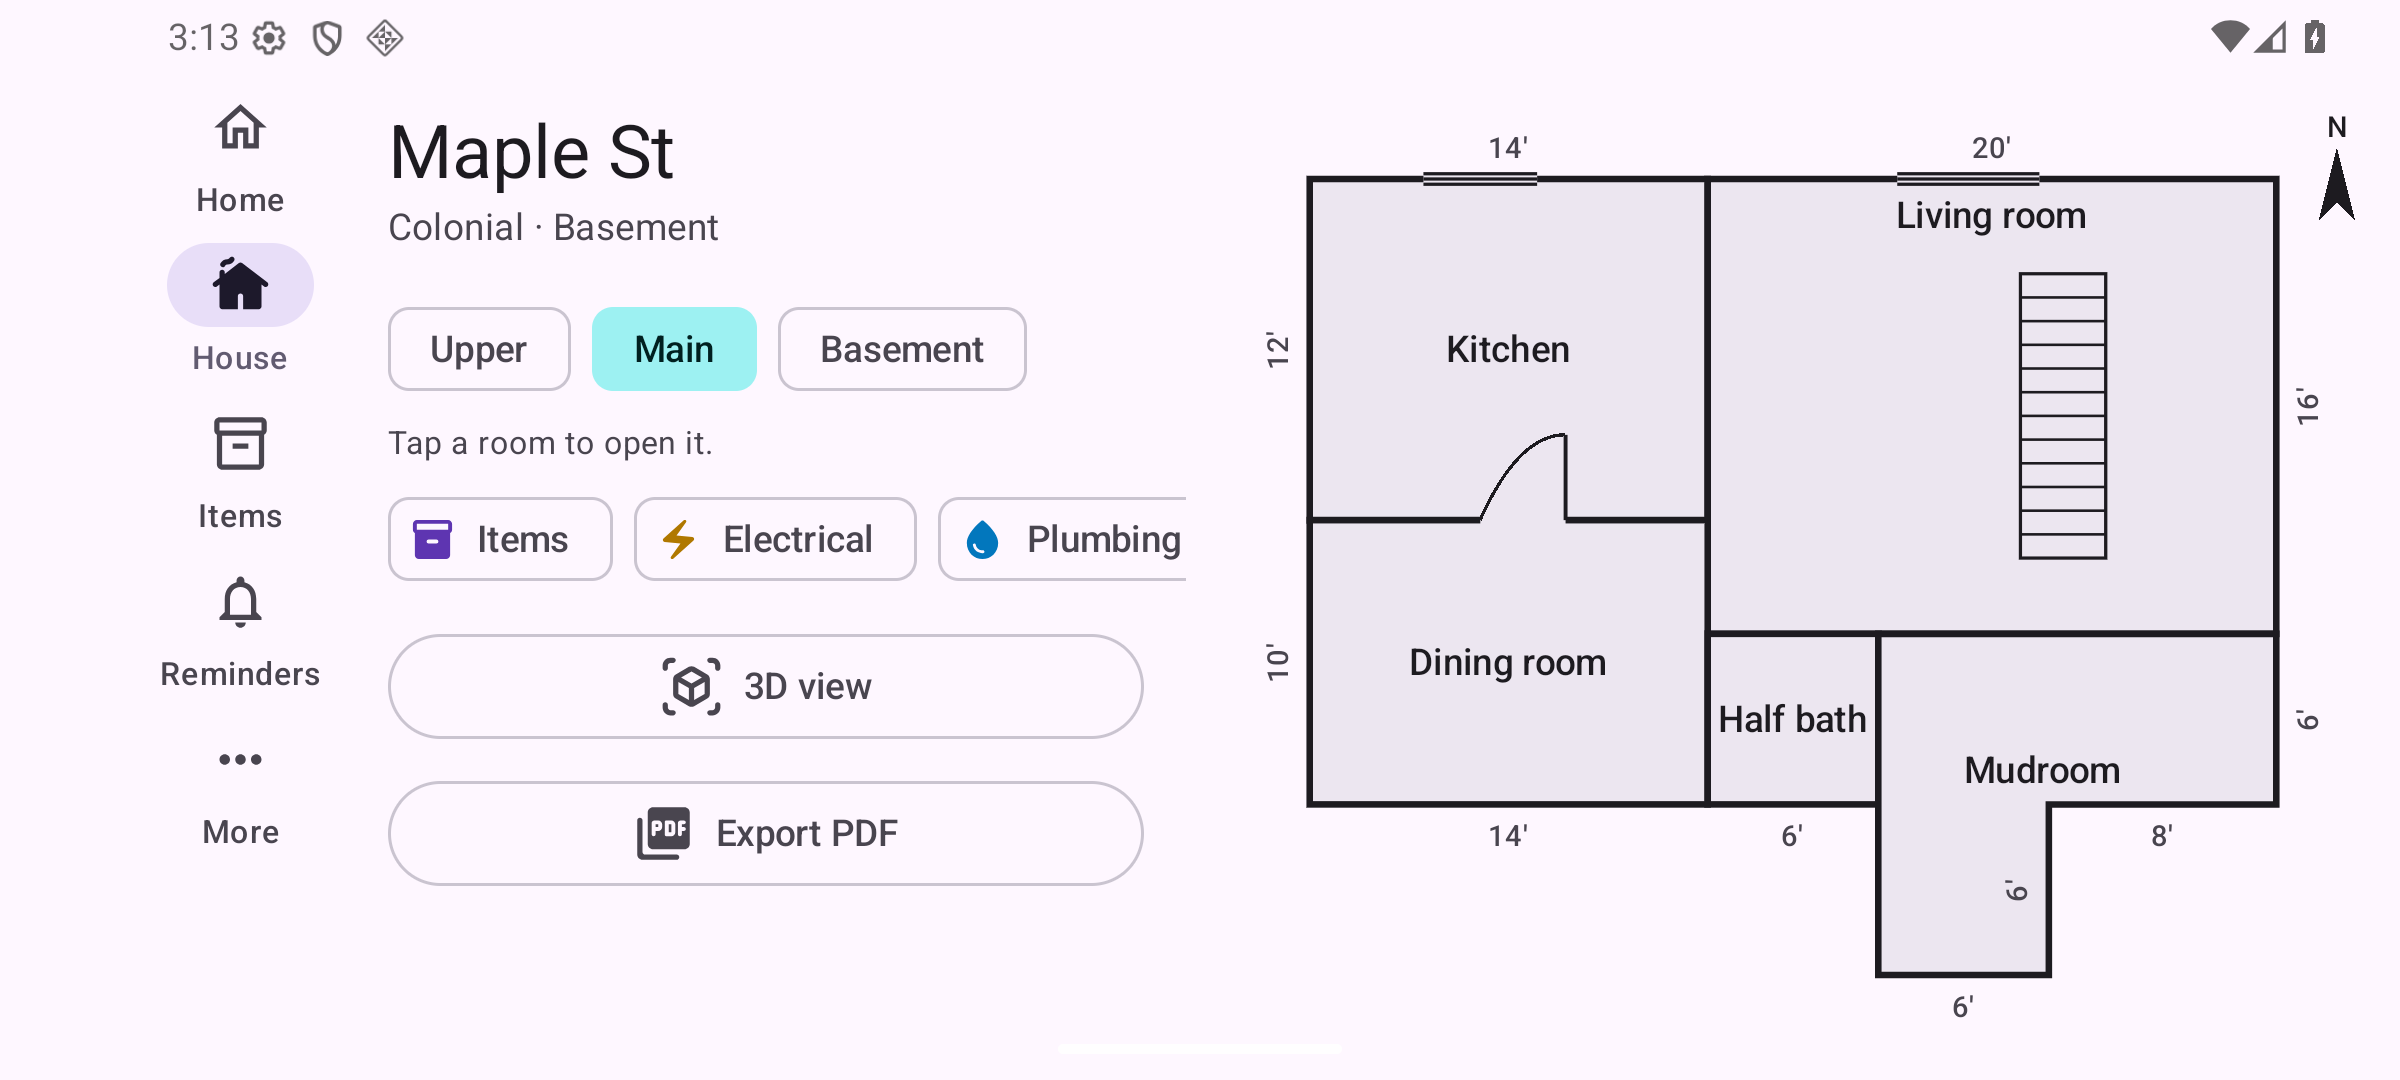 3:13
Home
House
Items
Reminders
More
Maple St
Colonial · Basement
Upper Main Basement
Tap a room to open it.
Items Electrical Plumbing
3D view
PDF Export PDF
14' 20' N
Living room
12' Kitchen 16'
10' Dining room
Half bath 6'
Mudroom
14' 6' 8'
6'
6'